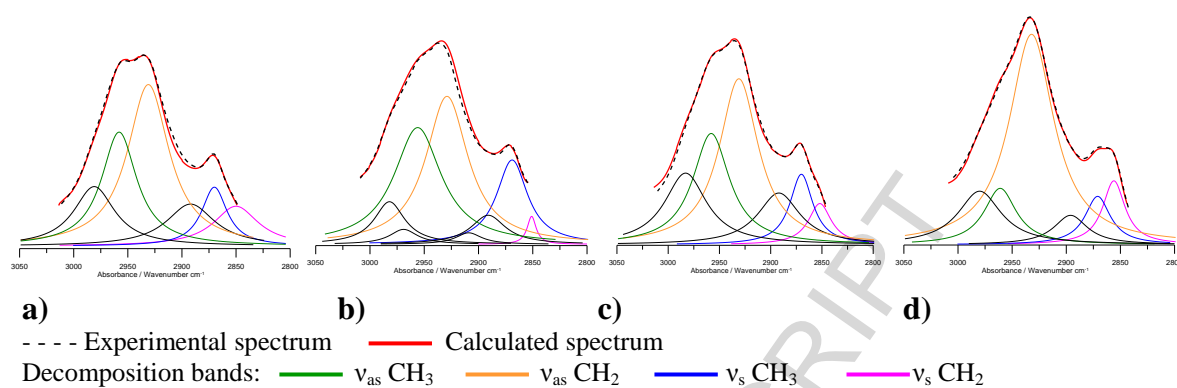 3050 3000 2950 2900 2850 2800 3050 3000 2950 2900 2850 2800 3050 3000 2950 2900 2850 2800 3050 3000 2950 2900 2850 2800
Absorbance / Wavenumber cm⁻¹ Absorbance / Wavenumber cm⁻¹ Absorbance / Wavenumber cm⁻¹ Absorbance / Wavenumber cm⁻¹
a) b) c) d)
- - - - Experimental spectrum Calculated spectrum
Decomposition bands: νas CH3 νas CH2 νs CH3 νs CH2
RIPT